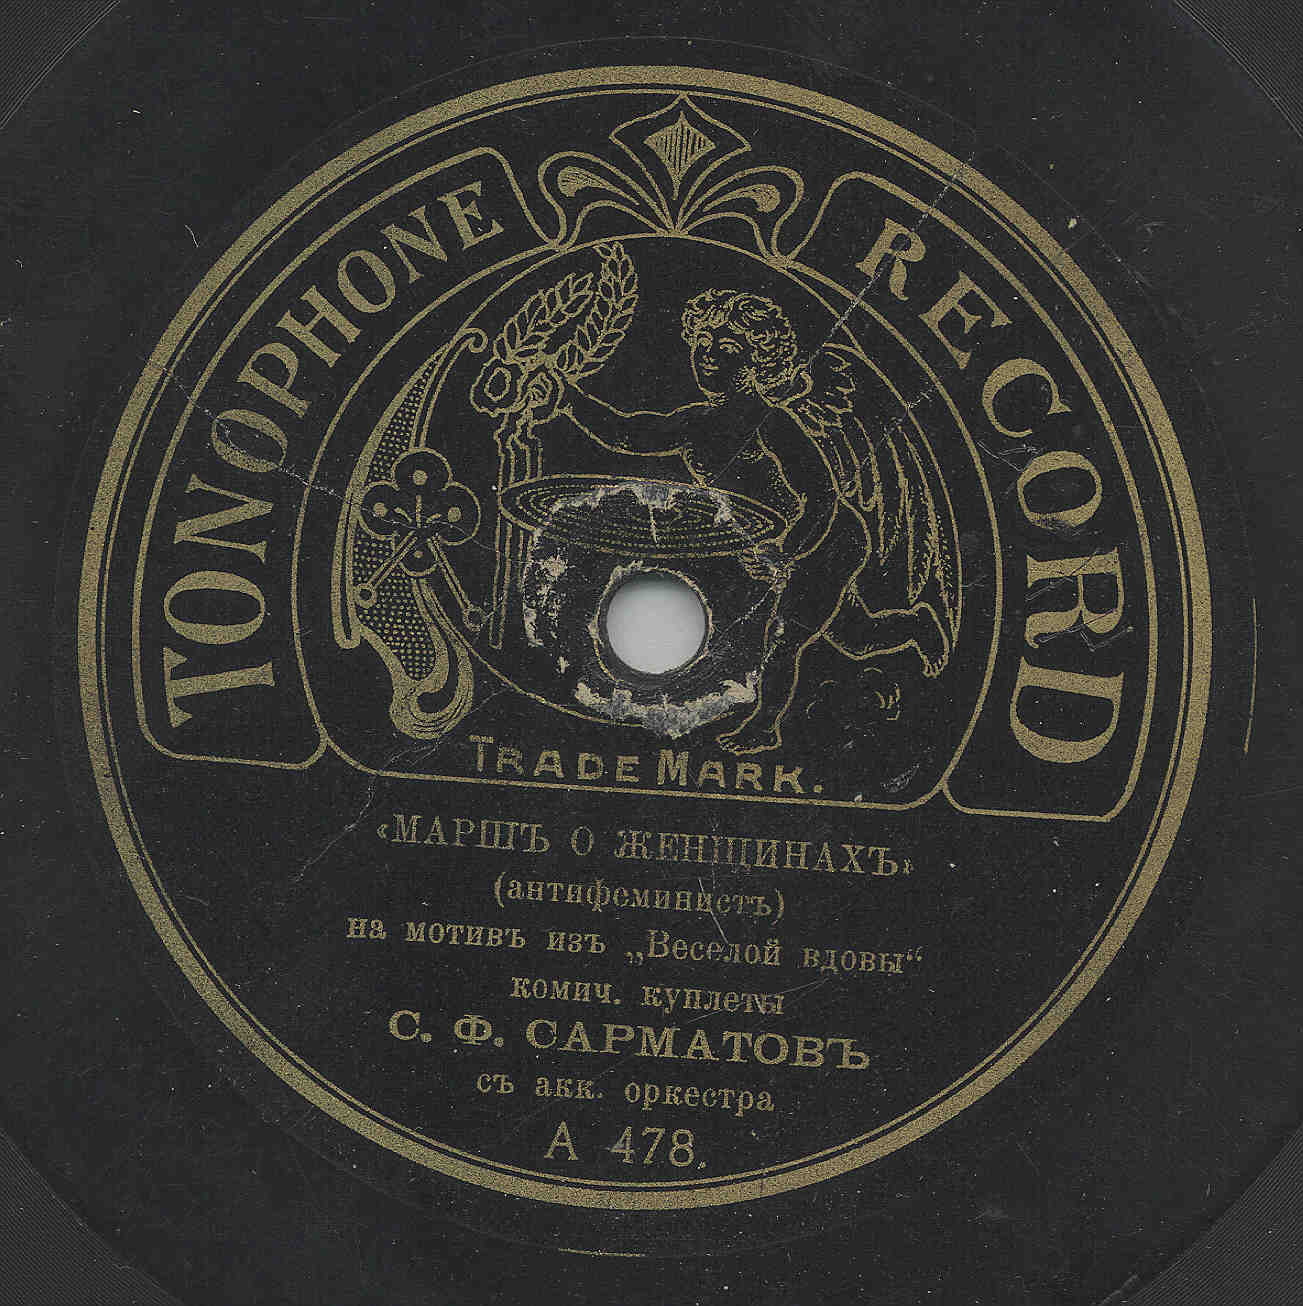 TONOPHONE RECORD
TRADE MARK.
«МАРШЪ О ЖЕНЩИНАХЪ»
(антифеминистъ)
на мотивъ изъ „Веселой вдовы“
комич. куплеты
С. Ф. САРМАТОВЪ
съ акк. оркестра
А 478.